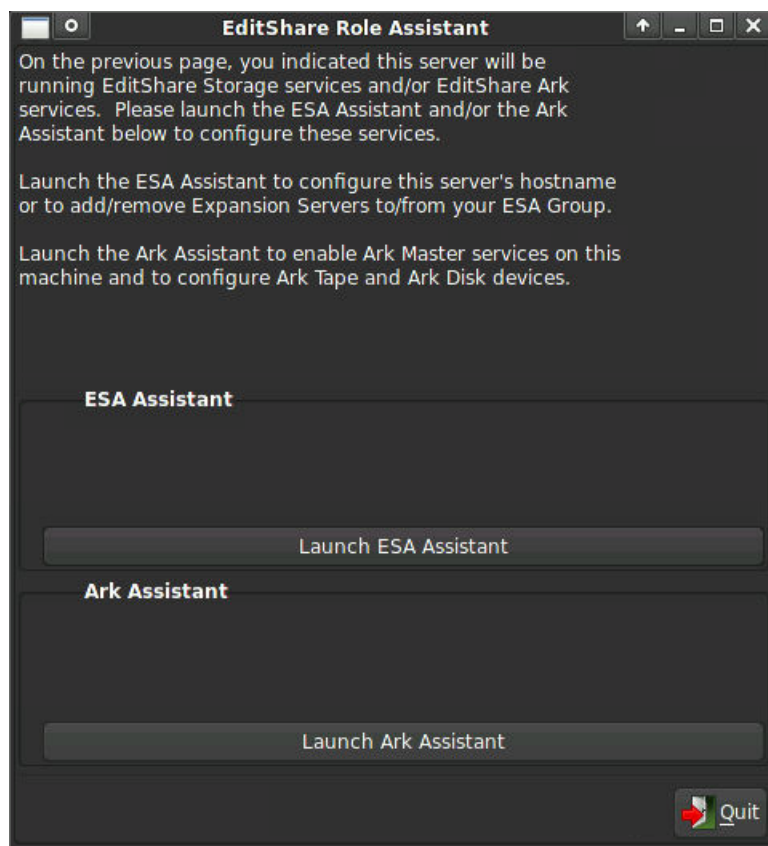 EditShare Role Assistant
On the previous page, you indicated this server will be
running EditShare Storage services and/or EditShare Ark
services.  Please launch the ESA Assistant and/or the Ark
Assistant below to configure these services.
Launch the ESA Assistant to configure this server's hostname
or to add/remove Expansion Servers to/from your ESA Group.
Launch the Ark Assistant to enable Ark Master services on this
machine and to configure Ark Tape and Ark Disk devices.
ESA Assistant
Launch ESA Assistant
Ark Assistant
Launch Ark Assistant
Quit